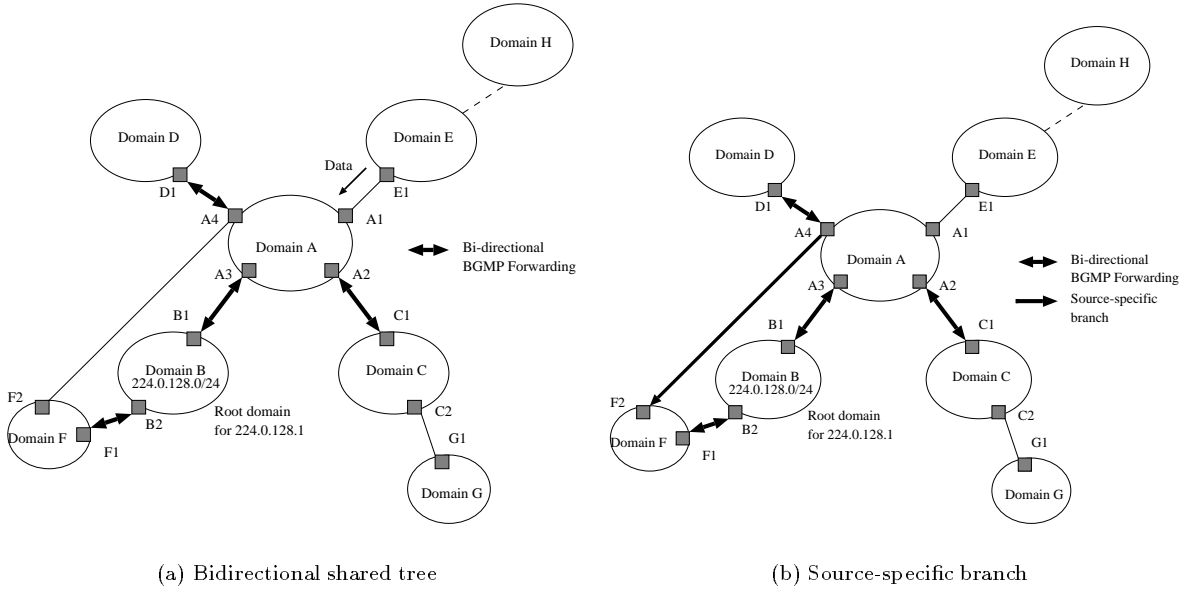 Domain H
Domain D
Domain E
Data
D1
E1
A4
A1
Domain A
Bi-directional
BGMP Forwarding
A3
A2
B1
C1
Domain B
224.0.128.0/24
Domain C
F2
Root domain
for 224.0.128.1
C2
Domain F
B2
F1
G1
Domain G
(a) Bidirectional shared tree
Domain H
Domain D
Domain E
D1
E1
A4
A1
Domain A
Bi-directional
BGMP Forwarding
A3
A2
Source-specific
branch
B1
C1
Domain B
224.0.128.0/24
Domain C
F2
Root domain
for 224.0.128.1
C2
Domain F
B2
F1
G1
Domain G
(b) Source-specific branch